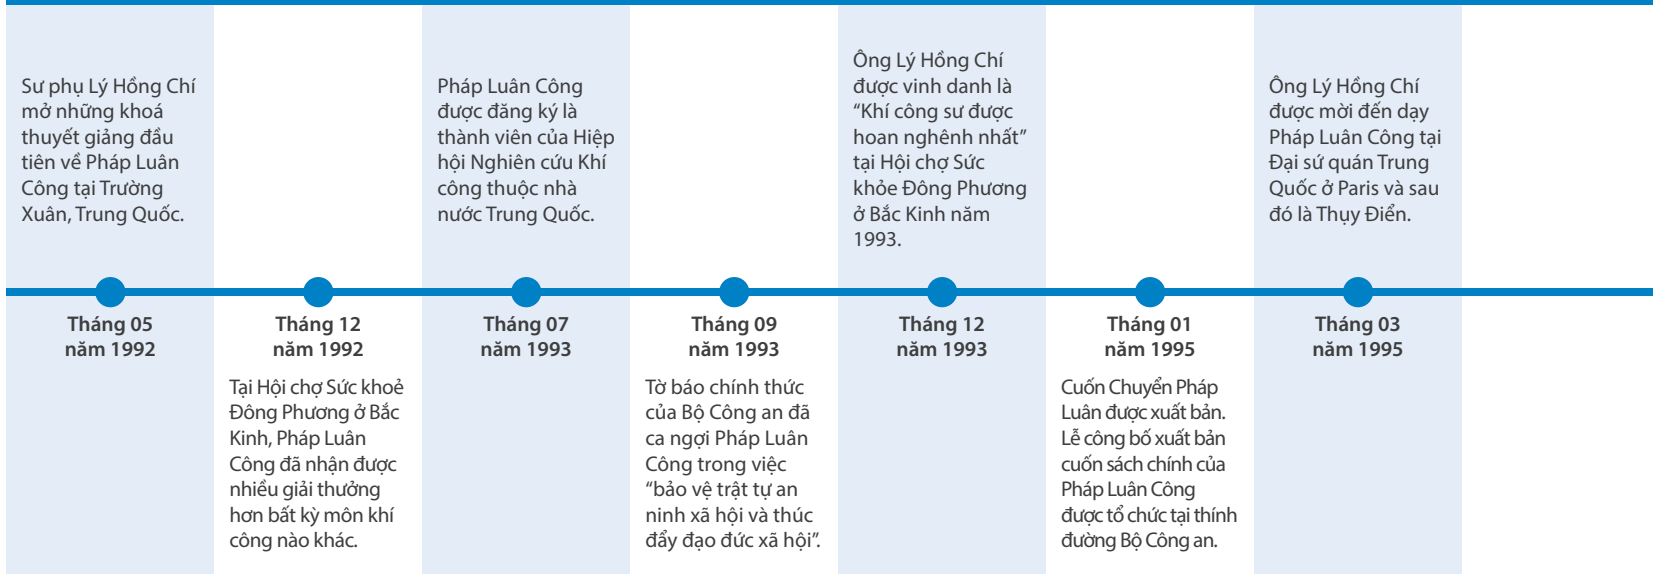 Sư phụ Lý Hồng Chí
mở những khoá
thuyết giảng đầu
tiên về Pháp Luân
Công tại Trường
Xuân, Trung Quốc.
Tháng 05
năm 1992
Tháng 12
năm 1992
Tại Hội chợ Sức khoẻ
Đông Phương ở Bắc
Kinh, Pháp Luân
Công đã nhận được
nhiều giải thưởng
hơn bất kỳ môn khí
công nào khác.
Pháp Luân Công
được đăng ký là
thành viên của Hiệp
hội Nghiên cứu Khí
công thuộc nhà
nước Trung Quốc.
Tháng 07
năm 1993
Tháng 09
năm 1993
Tờ báo chính thức
của Bộ Công an đã
ca ngợi Pháp Luân
Công trong việc
“bảo vệ trật tự an
ninh xã hội và thúc
đẩy đạo đức xã hội”.
Ông Lý Hồng Chí
được vinh danh là
“Khí công sư được
hoan nghênh nhất”
tại Hội chợ Sức
khỏe Đông Phương
ở Bắc Kinh năm
1993.
Tháng 12
năm 1993
Tháng 01
năm 1995
Cuốn Chuyển Pháp
Luân được xuất bản.
Lễ công bố xuất bản
cuốn sách chính của
Pháp Luân Công
được tổ chức tại thính
đường Bộ Công an.
Ông Lý Hồng Chí
được mời đến dạy
Pháp Luân Công tại
Đại sứ quán Trung
Quốc ở Paris và sau
đó là Thụy Điển.
Tháng 03
năm 1995